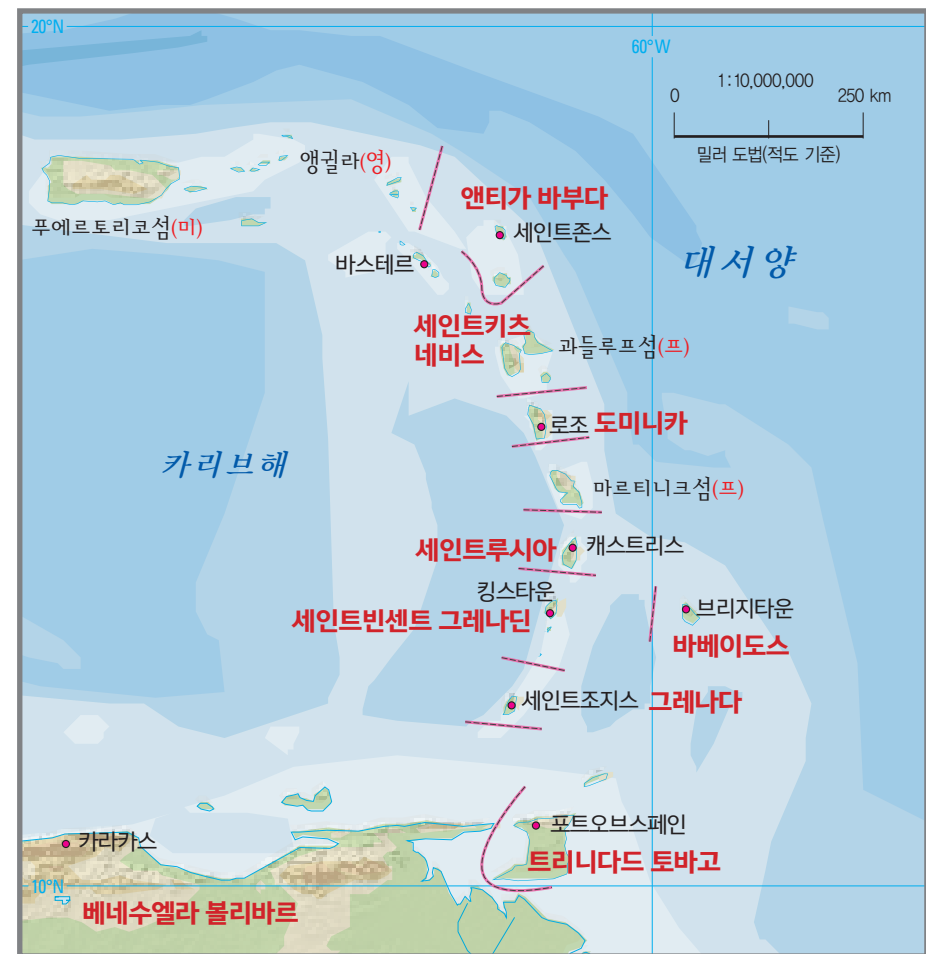 20°N
60°W
1:10,000,000
0 250 km
밀러 도법(적도 기준)
앵귈라(영)
앤티가 바부다
푸에르토리코섬(미)
세인트존스
바스테르
대서양
세인트키츠
네비스
과들루프섬(프)
로조 도미니카
카리브해
마르티니크섬(프)
세인트루시아 캐스트리스
킹스타운
세인트빈센트 그레나딘
브리지타운
바베이도스
세인트조지스 그레나다
카라카스
포트오브스페인
트리니다드 토바고
10°N
베네수엘라 볼리바르